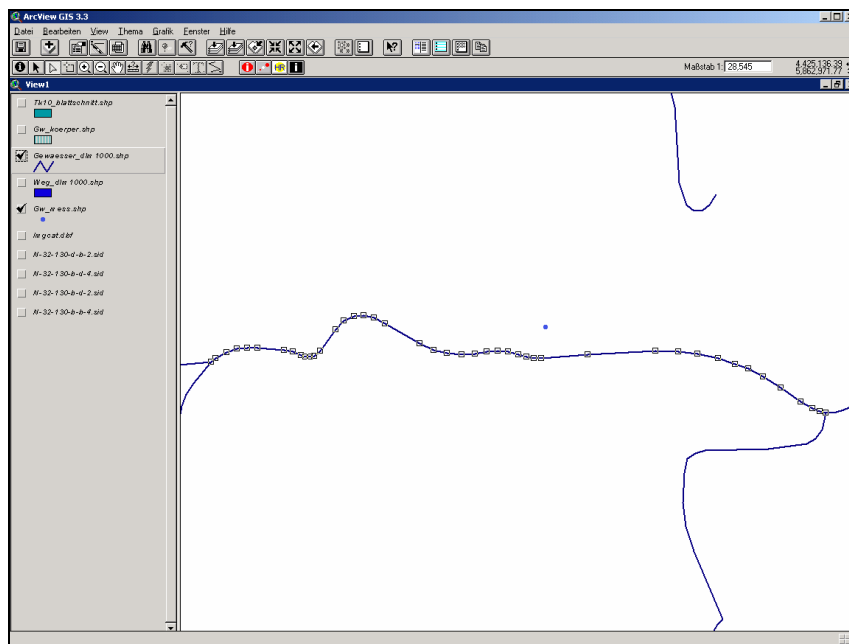 ArcView GIS 3.3
Datei Bearbeiten View Thema Grafik Fenster Hilfe
Maßstab 1: 28,545
4,425,136.39
5,862,971.77
View1
Tk10_blattschnitt.shp
Gw_koerper.shp
Gewaesser_dlm 1000.shp
Weg_dlm 1000.shp
Gw_mess.shp
Imgcat.dbf
N-32-130-d-b-2.sid
N-32-130-b-d-4.sid
N-32-130-b-d-2.sid
N-32-130-b-b-4.sid